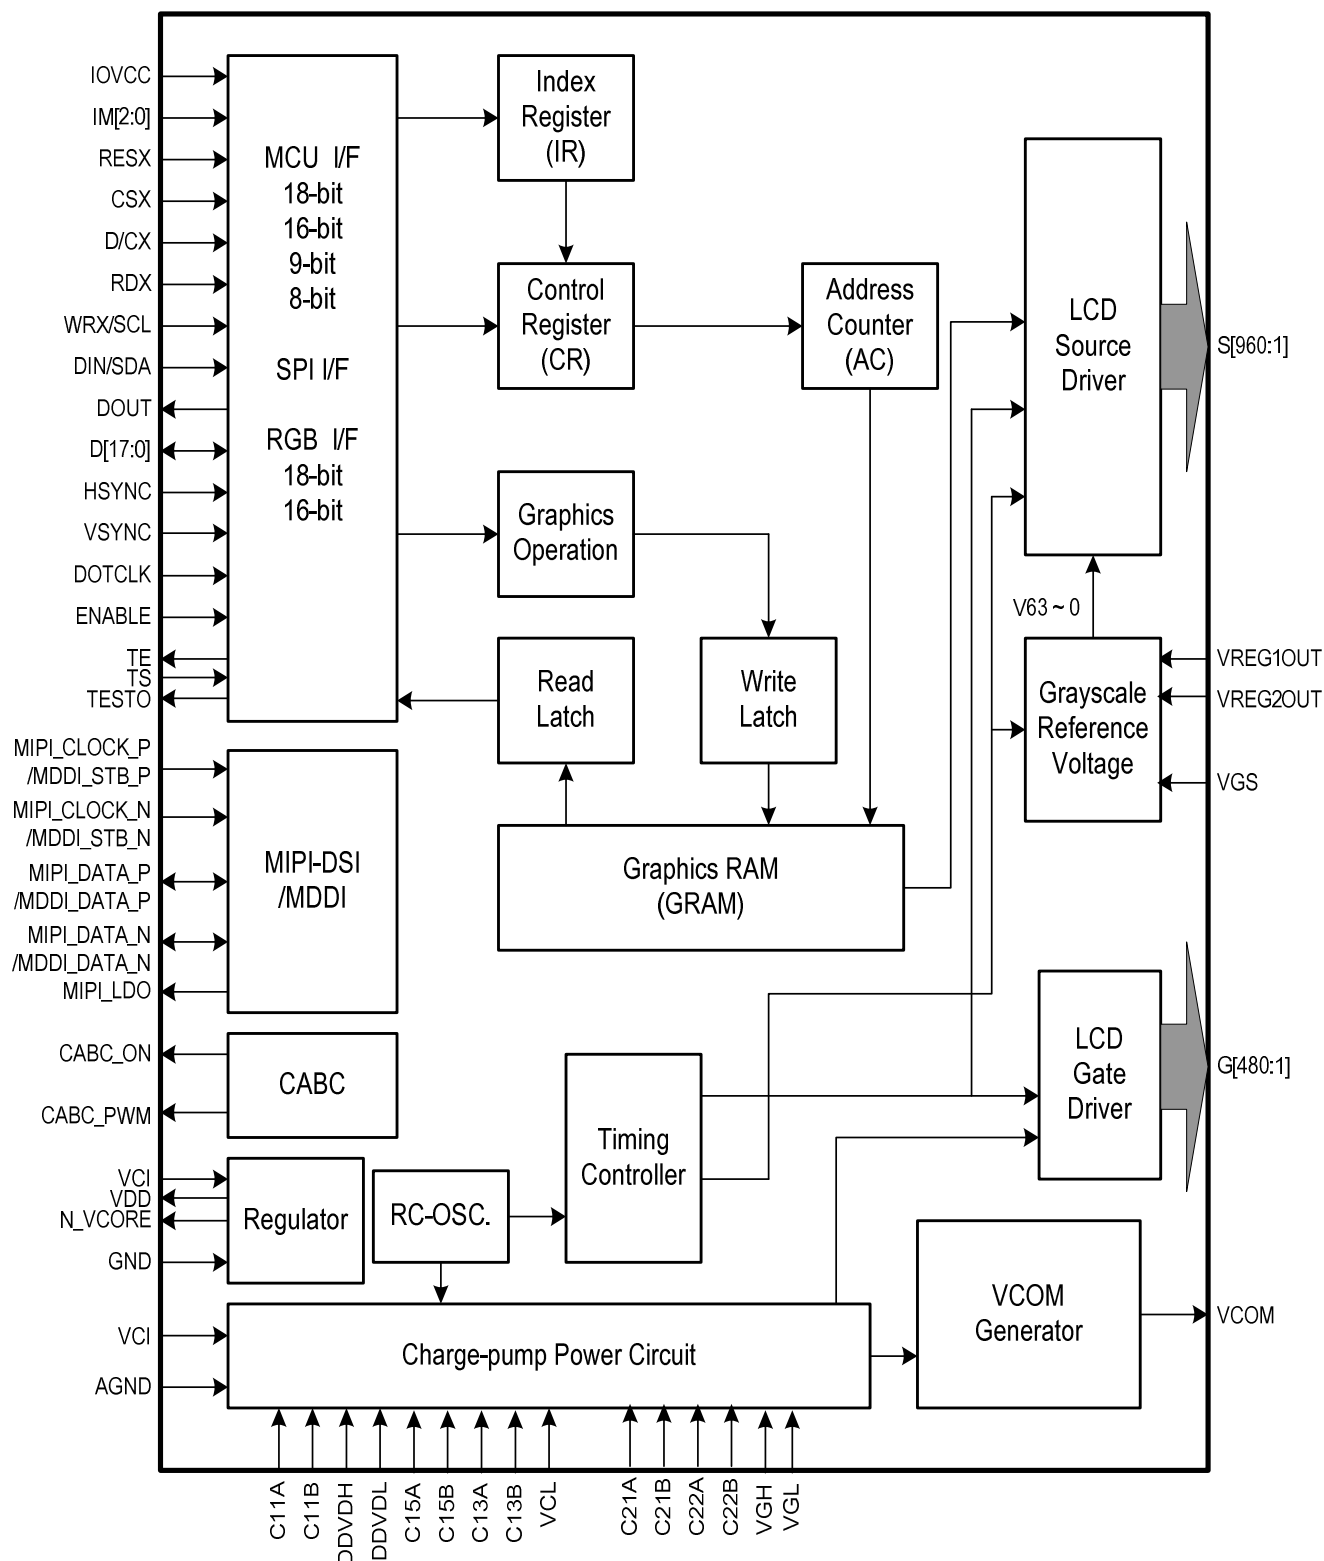 IOVCC
IM[2:0]
RESX
CSX
D/CX
RDX
WRX/SCL
DIN/SDA
DOUT
D[17:0]
HSYNC
VSYNC
DOTCLK
ENABLE
TE
TS
TESTO
MIPI_CLOCK_P
/MDDI_STB_P
MIPI_CLOCK_N
/MDDI_STB_N
MIPI_DATA_P
/MDDI_DATA_P
MIPI_DATA_N
/MDDI_DATA_N
MIPI_LDO
CABC_ON
CABC_PWM
VCI
VDD
N_VCORE
GND
VCI
AGND
MCU I/F
18-bit
16-bit
9-bit
8-bit
SPI I/F
RGB I/F
18-bit
16-bit
MIPI-DSI
/MDDI
CABC
Regulator
RC-OSC.
Charge-pump Power Circuit
Index
Register
(IR)
Control
Register
(CR)
Address
Counter
(AC)
Graphics
Operation
Read
Latch
Write
Latch
Graphics RAM
(GRAM)
Timing
Controller
LCD
Source
Driver
V63 ~ 0
Grayscale
Reference
Voltage
LCD
Gate
Driver
VCOM
Generator
S[960:1]
VREG1OUT
VREG2OUT
VGS
G[480:1]
VCOM
C11A
C11B
DDVDH
DDVDL
C15A
C15B
C13A
C13B
VCL
C21A
C21B
C22A
C22B
VGH
VGL